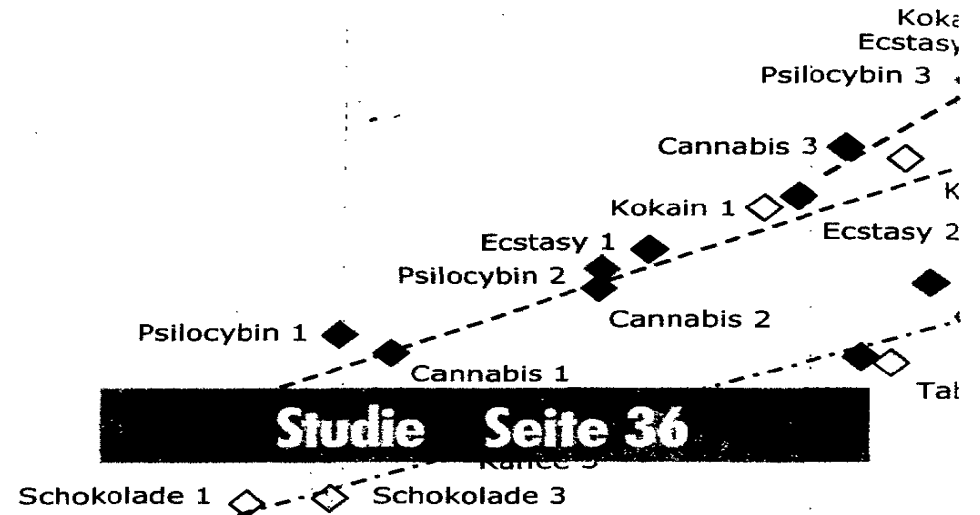 Ecstasy
Psilocybin 3
Cannabis 3
Kokain 1
Ecstasy 1
Ecstasy 2
Psilocybin 2
Cannabis 2
Psilocybin 1
Cannabis 1
Studie Seite 36
Schokolade 1
Schokolade 3